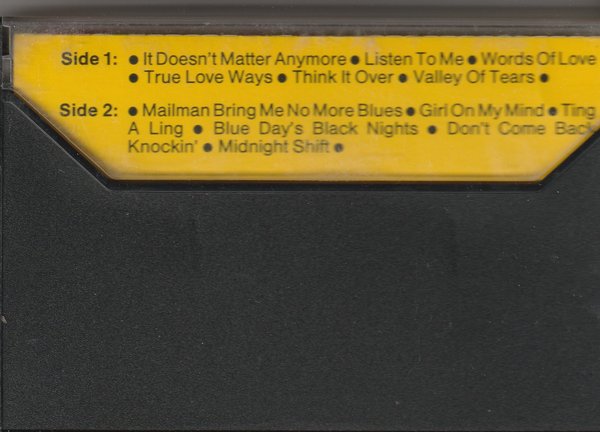 Side 1: ● It Doesn't Matter Anymore ● Listen To Me ● Words Of Love
● True Love Ways ● Think It Over ● Valley Of Tears ●
Side 2: ● Mailman Bring Me No More Blues ● Girl On My Mind ● Ting
A Ling ● Blue Day's Black Nights ● Don't Come Back
Knockin' ● Midnight Shift ●